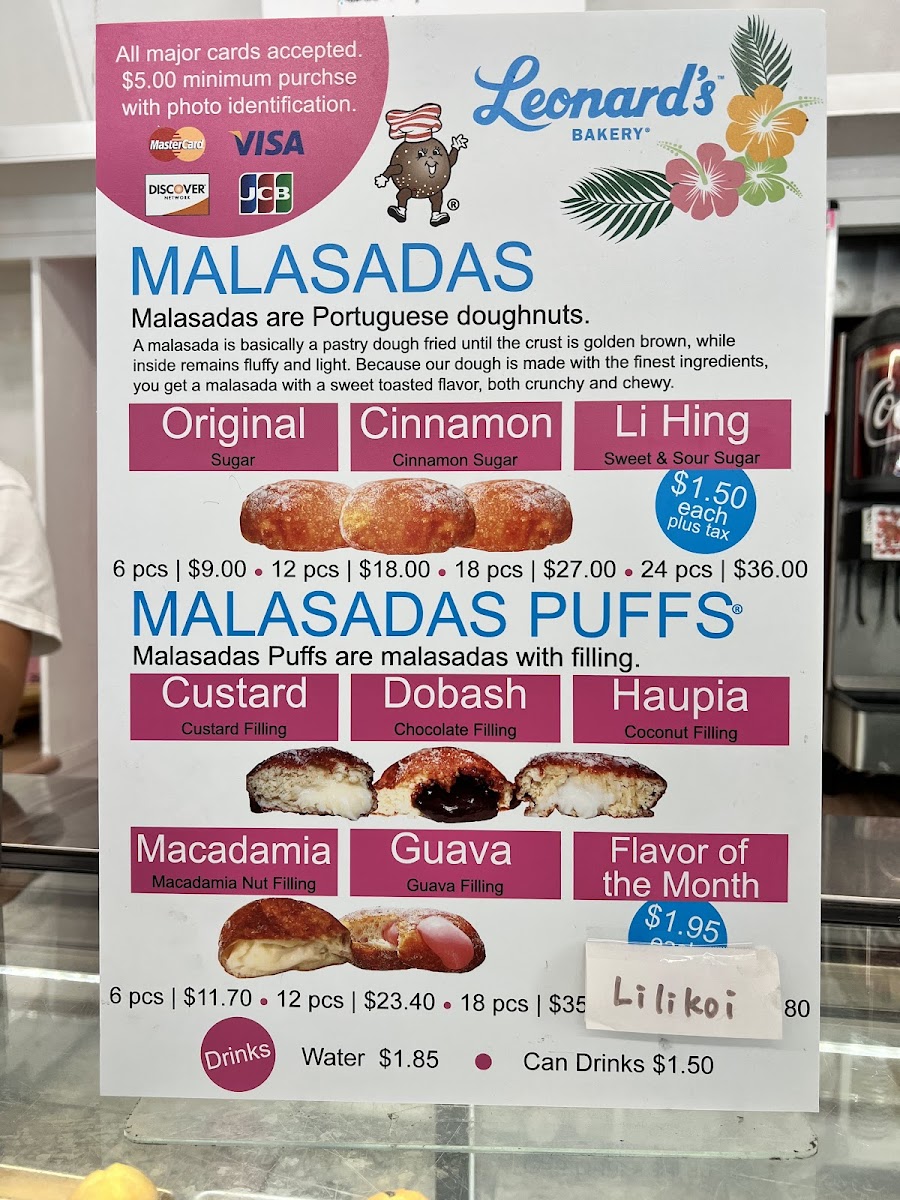 All major cards accepted.
$5.00 minimum purchse
with photo identification.
MasterCard VISA
DISCOVER
NETWORK
JCB
Leonard's™
BAKERY®
®
MALASADAS
Malasadas are Portuguese doughnuts.
A malasada is basically a pastry dough fried until the crust is golden brown, while
inside remains fluffy and light. Because our dough is made with the finest ingredients,
you get a malasada with a sweet toasted flavor, both crunchy and chewy.
Original
Sugar
Cinnamon
Cinnamon Sugar
Li Hing
Sweet & Sour Sugar
$1.50
each
plus tax
6 pcs | $9.00 • 12 pcs | $18.00 • 18 pcs | $27.00 • 24 pcs | $36.00
MALASADAS PUFFS®
Malasadas Puffs are malasadas with filling.
Custard
Custard Filling
Dobash
Chocolate Filling
Haupia
Coconut Filling
Macadamia
Macadamia Nut Filling
Guava
Guava Filling
Flavor of
the Month
$1.95
Lilikoi
6 pcs | $11.70 • 12 pcs | $23.40 • 18 pcs | $35 80
Drinks
Water $1.85 • Can Drinks $1.50